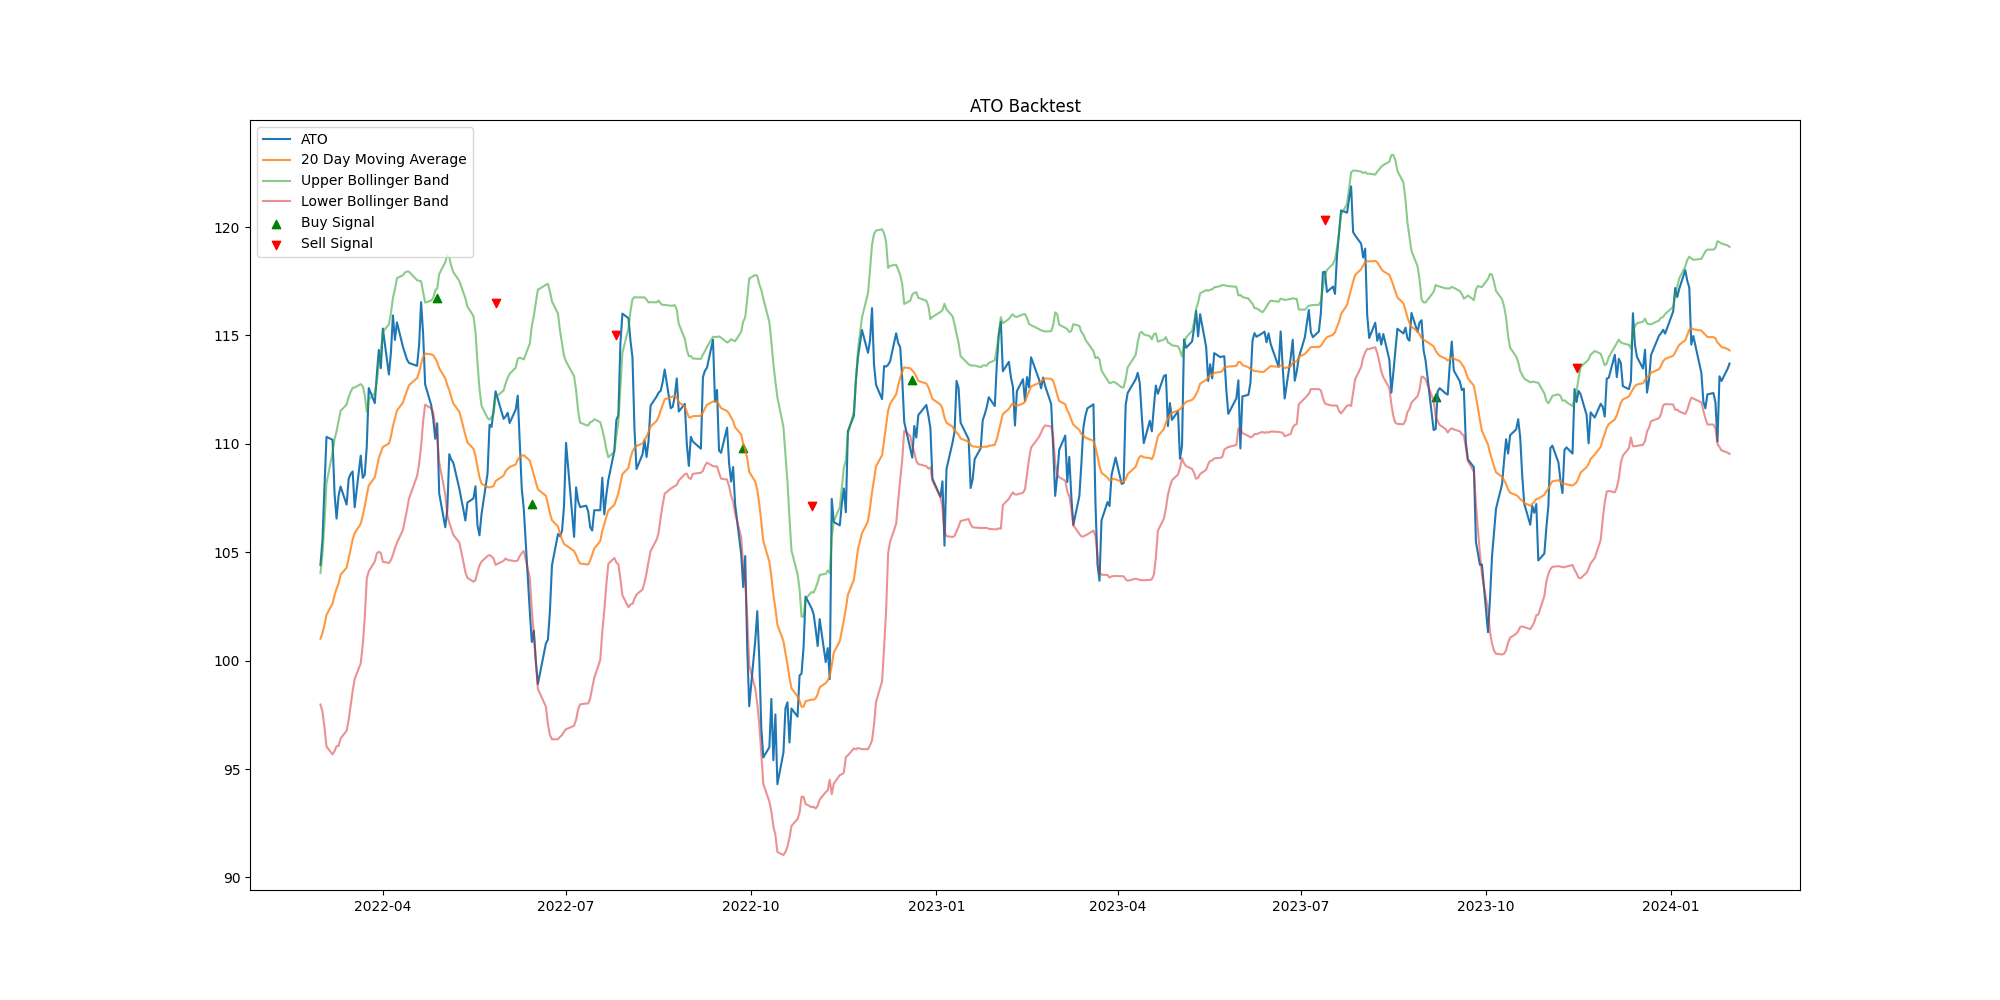 ATO Backtest
ATO
20 Day Moving Average
Upper Bollinger Band
Lower Bollinger Band
Buy Signal
Sell Signal
120
115
110
105
100
95
90
2022-04
2022-07
2022-10
2023-01
2023-04
2023-07
2023-10
2024-01